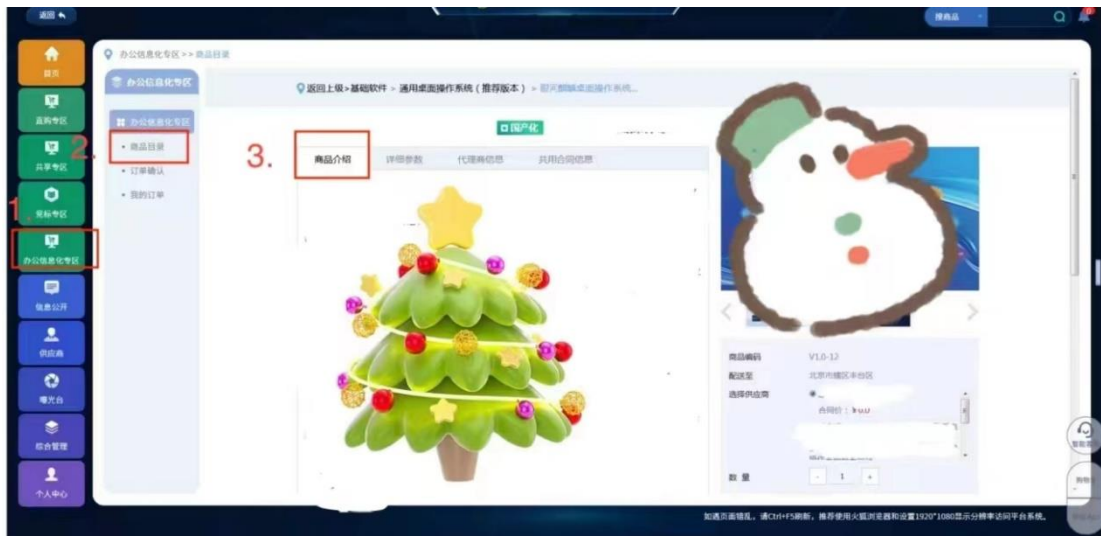 返回
搜商品
首页
直购专区
共享专区
竞标专区
办公信息化专区
信息公开
供应商
曝光台
综合管理
个人中心
办公信息化专区 >> 商品目录
办公信息化专区
办公信息化专区
• 商品目录
• 订单确认
• 我的订单
1.
2.
3.
返回上级>基础软件 > 通用桌面操作系统（推荐版本）>
国产化
商品介绍
详细参数
代理商信息
共用合同信息
商品编码
V1.0-12
配送至
北京市辖区丰台区
选择供应商
合同价：
数 量
- 1 +
如遇页面错乱，请Ctrl+F5刷新，推荐使用火狐浏览器和设置1920*1080显示分辨率访问平台系统。